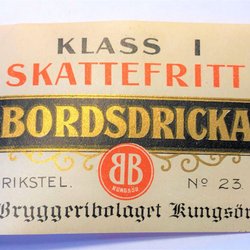 KLASS I
SKATTEFRITT
BORDSDRICKA
RIKSTEL.
BB
KUNGSÖR
No 23
Bryggeribolaget Kungsör